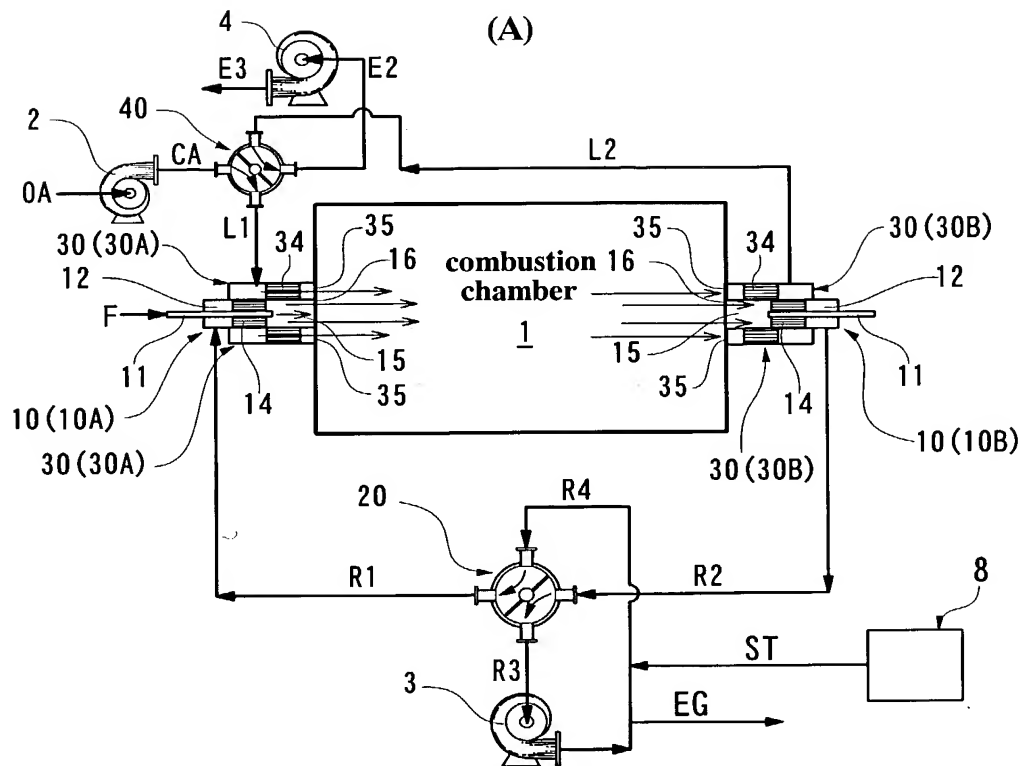 (A)
4
E3
E2
40
2
CA
L2
OA
L1
30 (30A)
34
35
35
34
30 (30B)
12
16
combustion
chamber
16
12
F
1
15
15
11
14
35
35
14
11
10 (10A)
30 (30A)
30 (30B)
10 (10B)
20
R4
R1
R2
8
ST
R3
3
EG